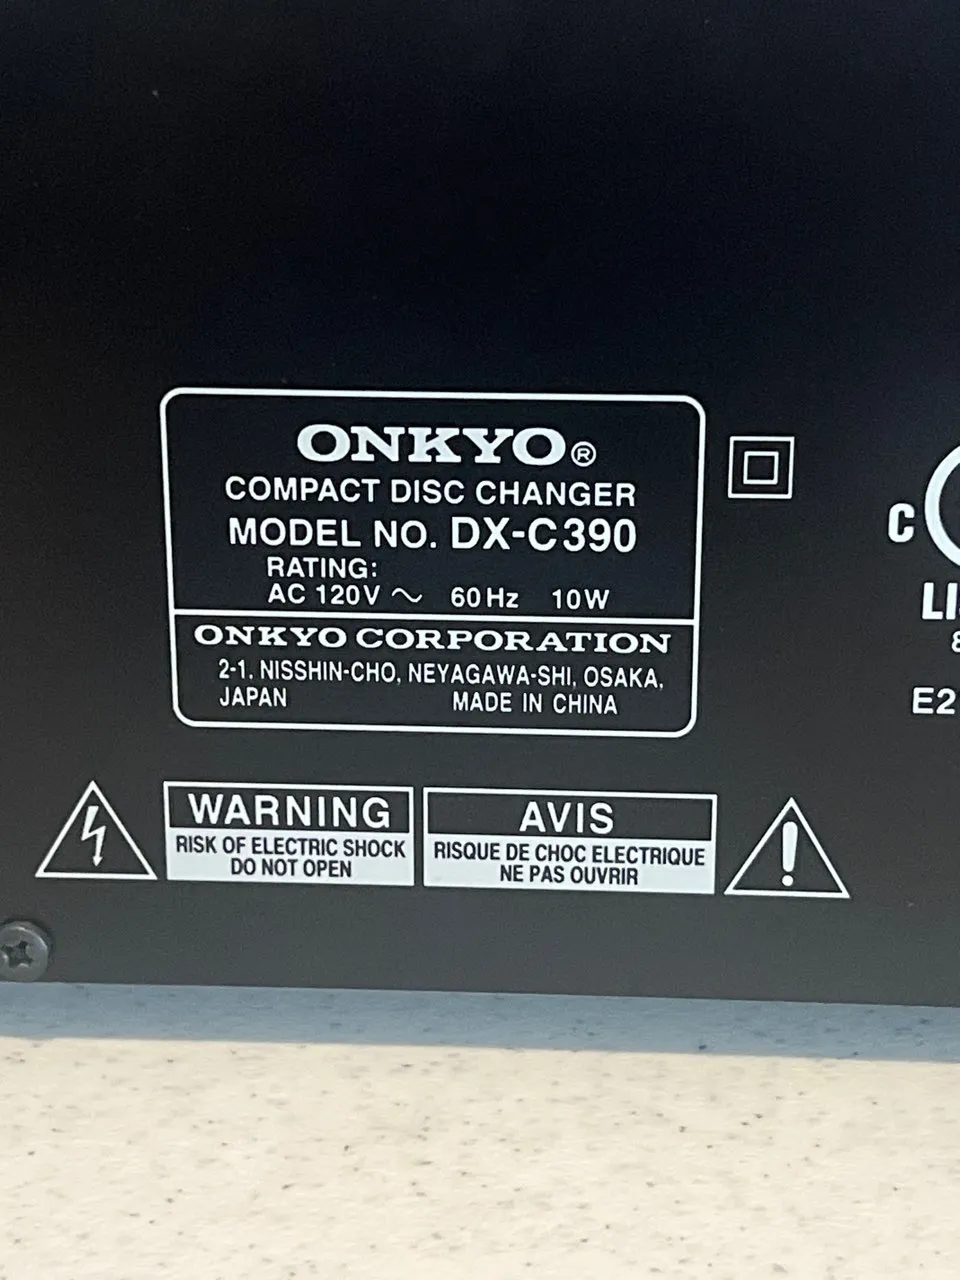 ONKYO®
COMPACT DISC CHANGER
MODEL NO. DX-C390
RATING:
AC 120V ~ 60Hz 10W
ONKYO CORPORATION
2-1, NISSHIN-CHO, NEYAGAWA-SHI, OSAKA,
JAPAN MADE IN CHINA
C
E2
WARNING
RISK OF ELECTRIC SHOCK
DO NOT OPEN
AVIS
RISQUE DE CHOC ELECTRIQUE
NE PAS OUVRIR